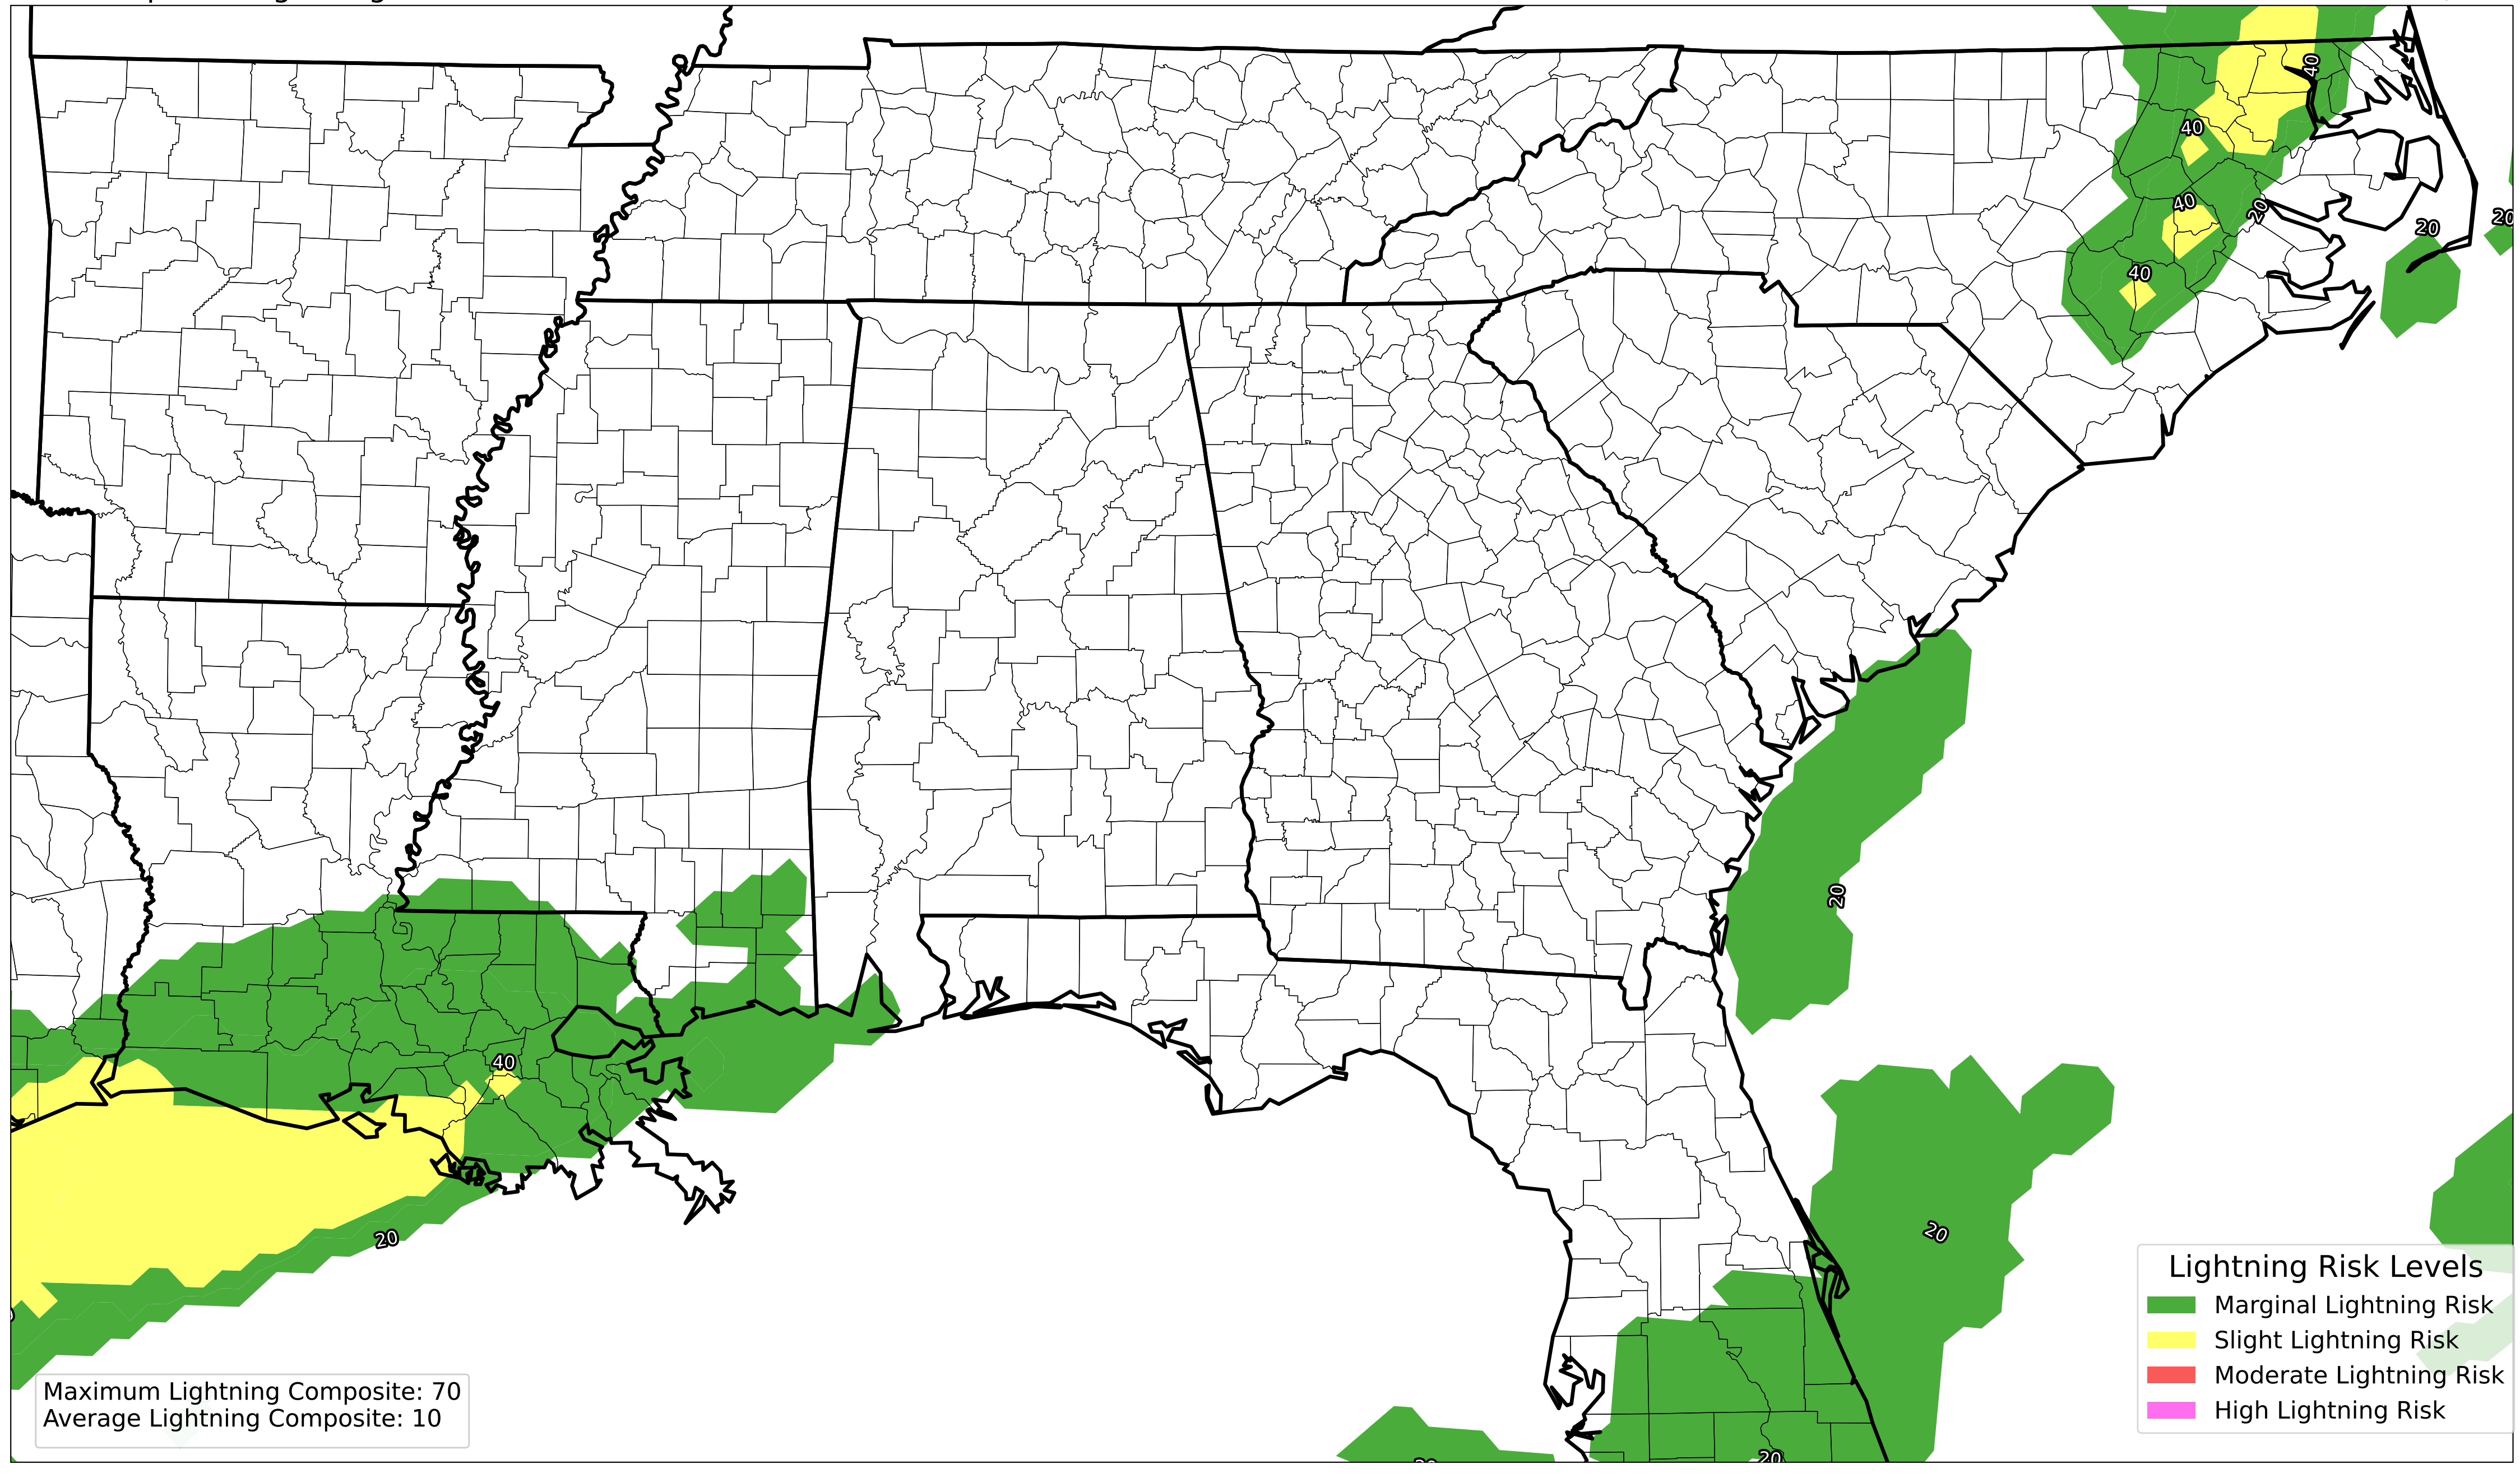 40
40
40
20
20
20
40
20
40
20
20
Lightning Risk Levels
Marginal Lightning Risk
Slight Lightning Risk
Moderate Lightning Risk
High Lightning Risk
Maximum Lightning Composite: 70
Average Lightning Composite: 10
20